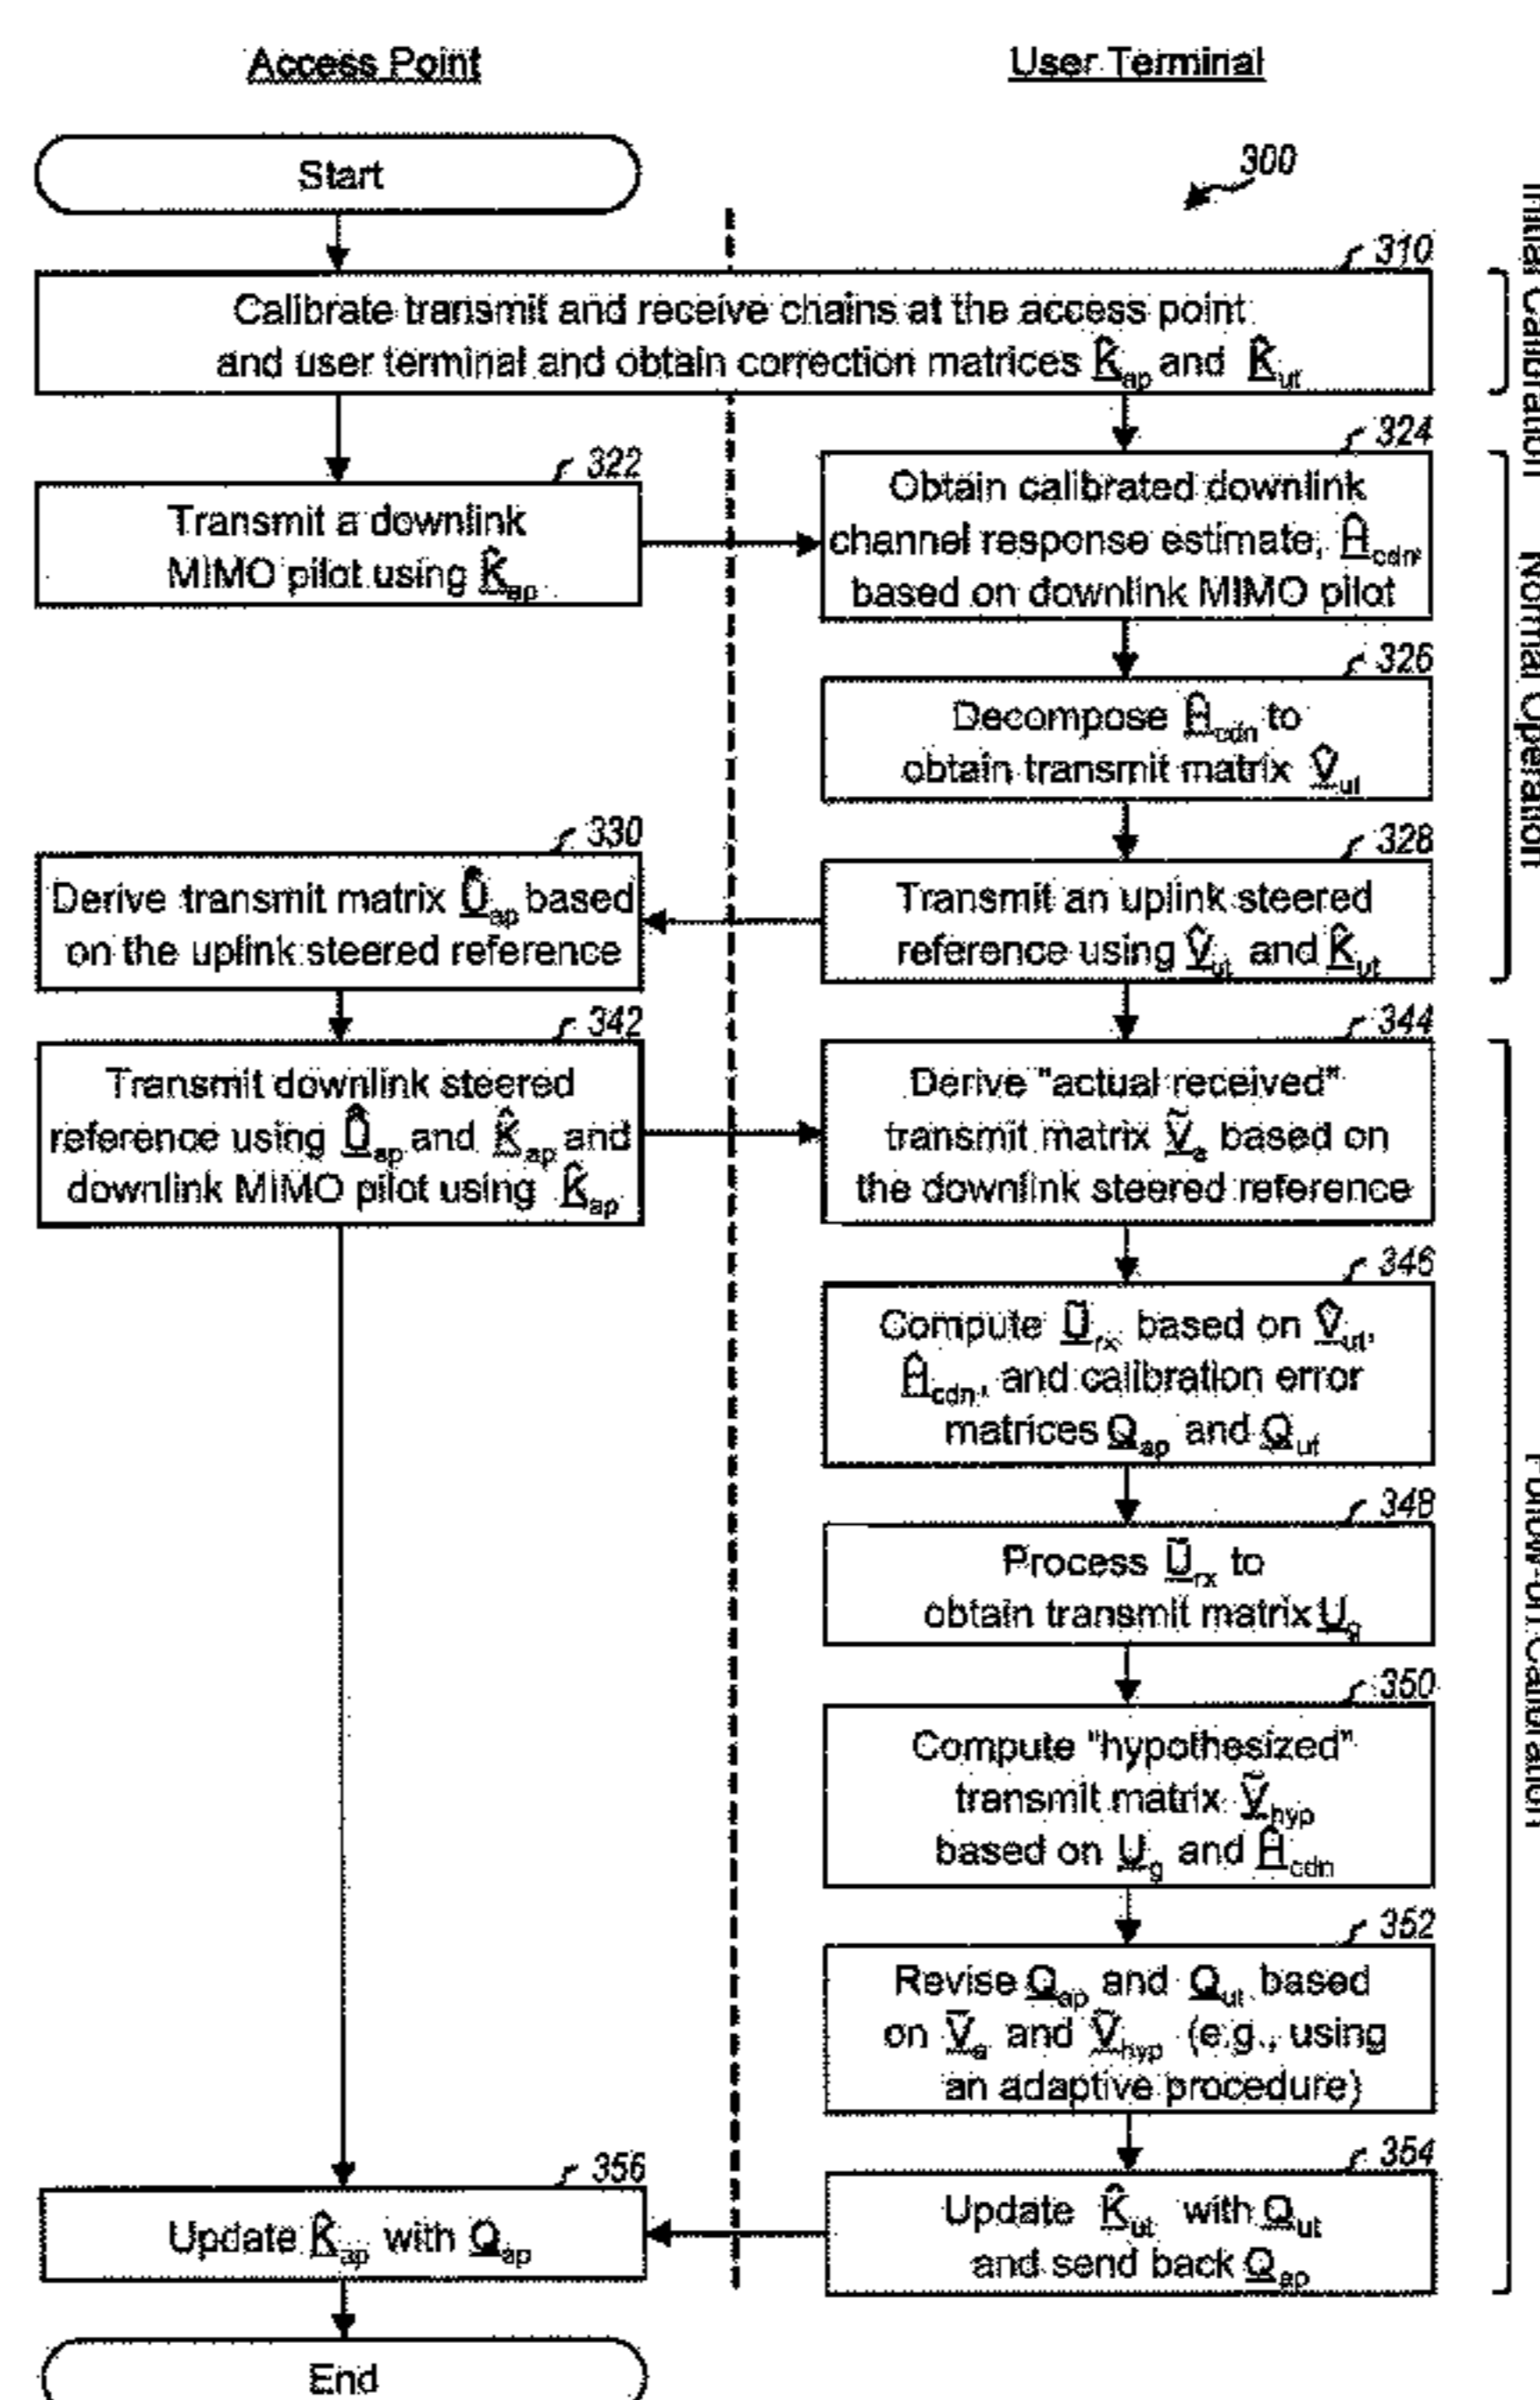 Access Point
User Terminal
Start
300
310
Calibrate transmit and receive chains at the access point
and user terminal and obtain correction matrices K̂ap and K̂ut
Initial Calibration
322
Transmit a downlink
MIMO pilot using K̂ap
324
Obtain calibrated downlink
channel response estimate, Ĥcdn,
based on downlink MIMO pilot
326
Decompose Ĥcdn to
obtain transmit matrix V̂ut
Normal Operation
328
Transmit an uplink steered
reference using V̂ut and K̂ut
330
Derive transmit matrix Ûap based
on the uplink steered reference
342
Transmit downlink steered
reference using Ûap and K̂ap and
downlink MIMO pilot using K̂ap
344
Derive "actual received"
transmit matrix Ṽa based on
the downlink steered reference
346
Compute Ũrx based on V̂ut,
Ĥcdn, and calibration error
matrices Qap and Qut
348
Process Ũrx to
obtain transmit matrix Ug
350
Compute "hypothesized"
transmit matrix Ṽhyp
based on Ug and Ĥcdn
Follow-on Calibration
352
Revise Qap and Qut based
on Ṽa and Ṽhyp (e.g., using
an adaptive procedure)
354
Update K̂ut with Qut
and send back Qap
356
Update K̂ap with Qap
End